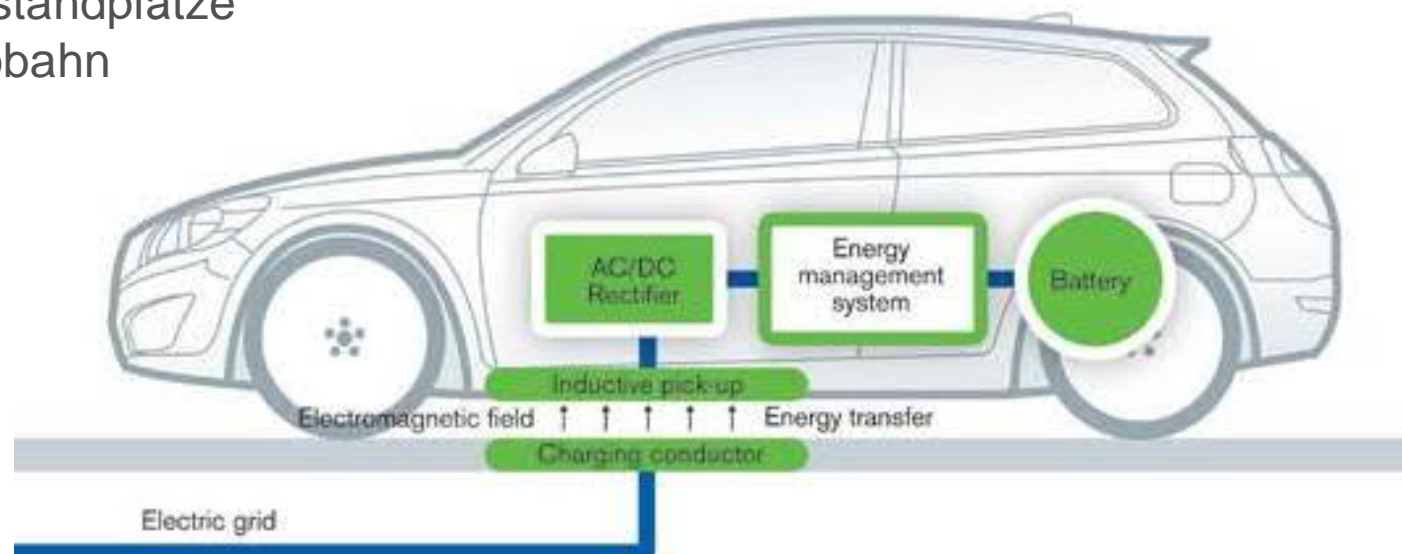 standplätze
obahn
AC/DC
Rectifier
Energy
management
system
Battery
Inductive pick-up
Electromagnetic field
Energy transfer
Charging conductor
Electric grid